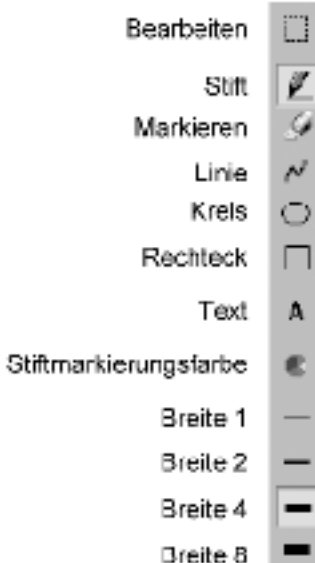 Bearbeiten
Stift
Markieren
Linie
Kreis
Rechteck
Text
A
Stiftmarkierungsfarbe
Breite 1
Breite 2
Breite 4
Breite 8